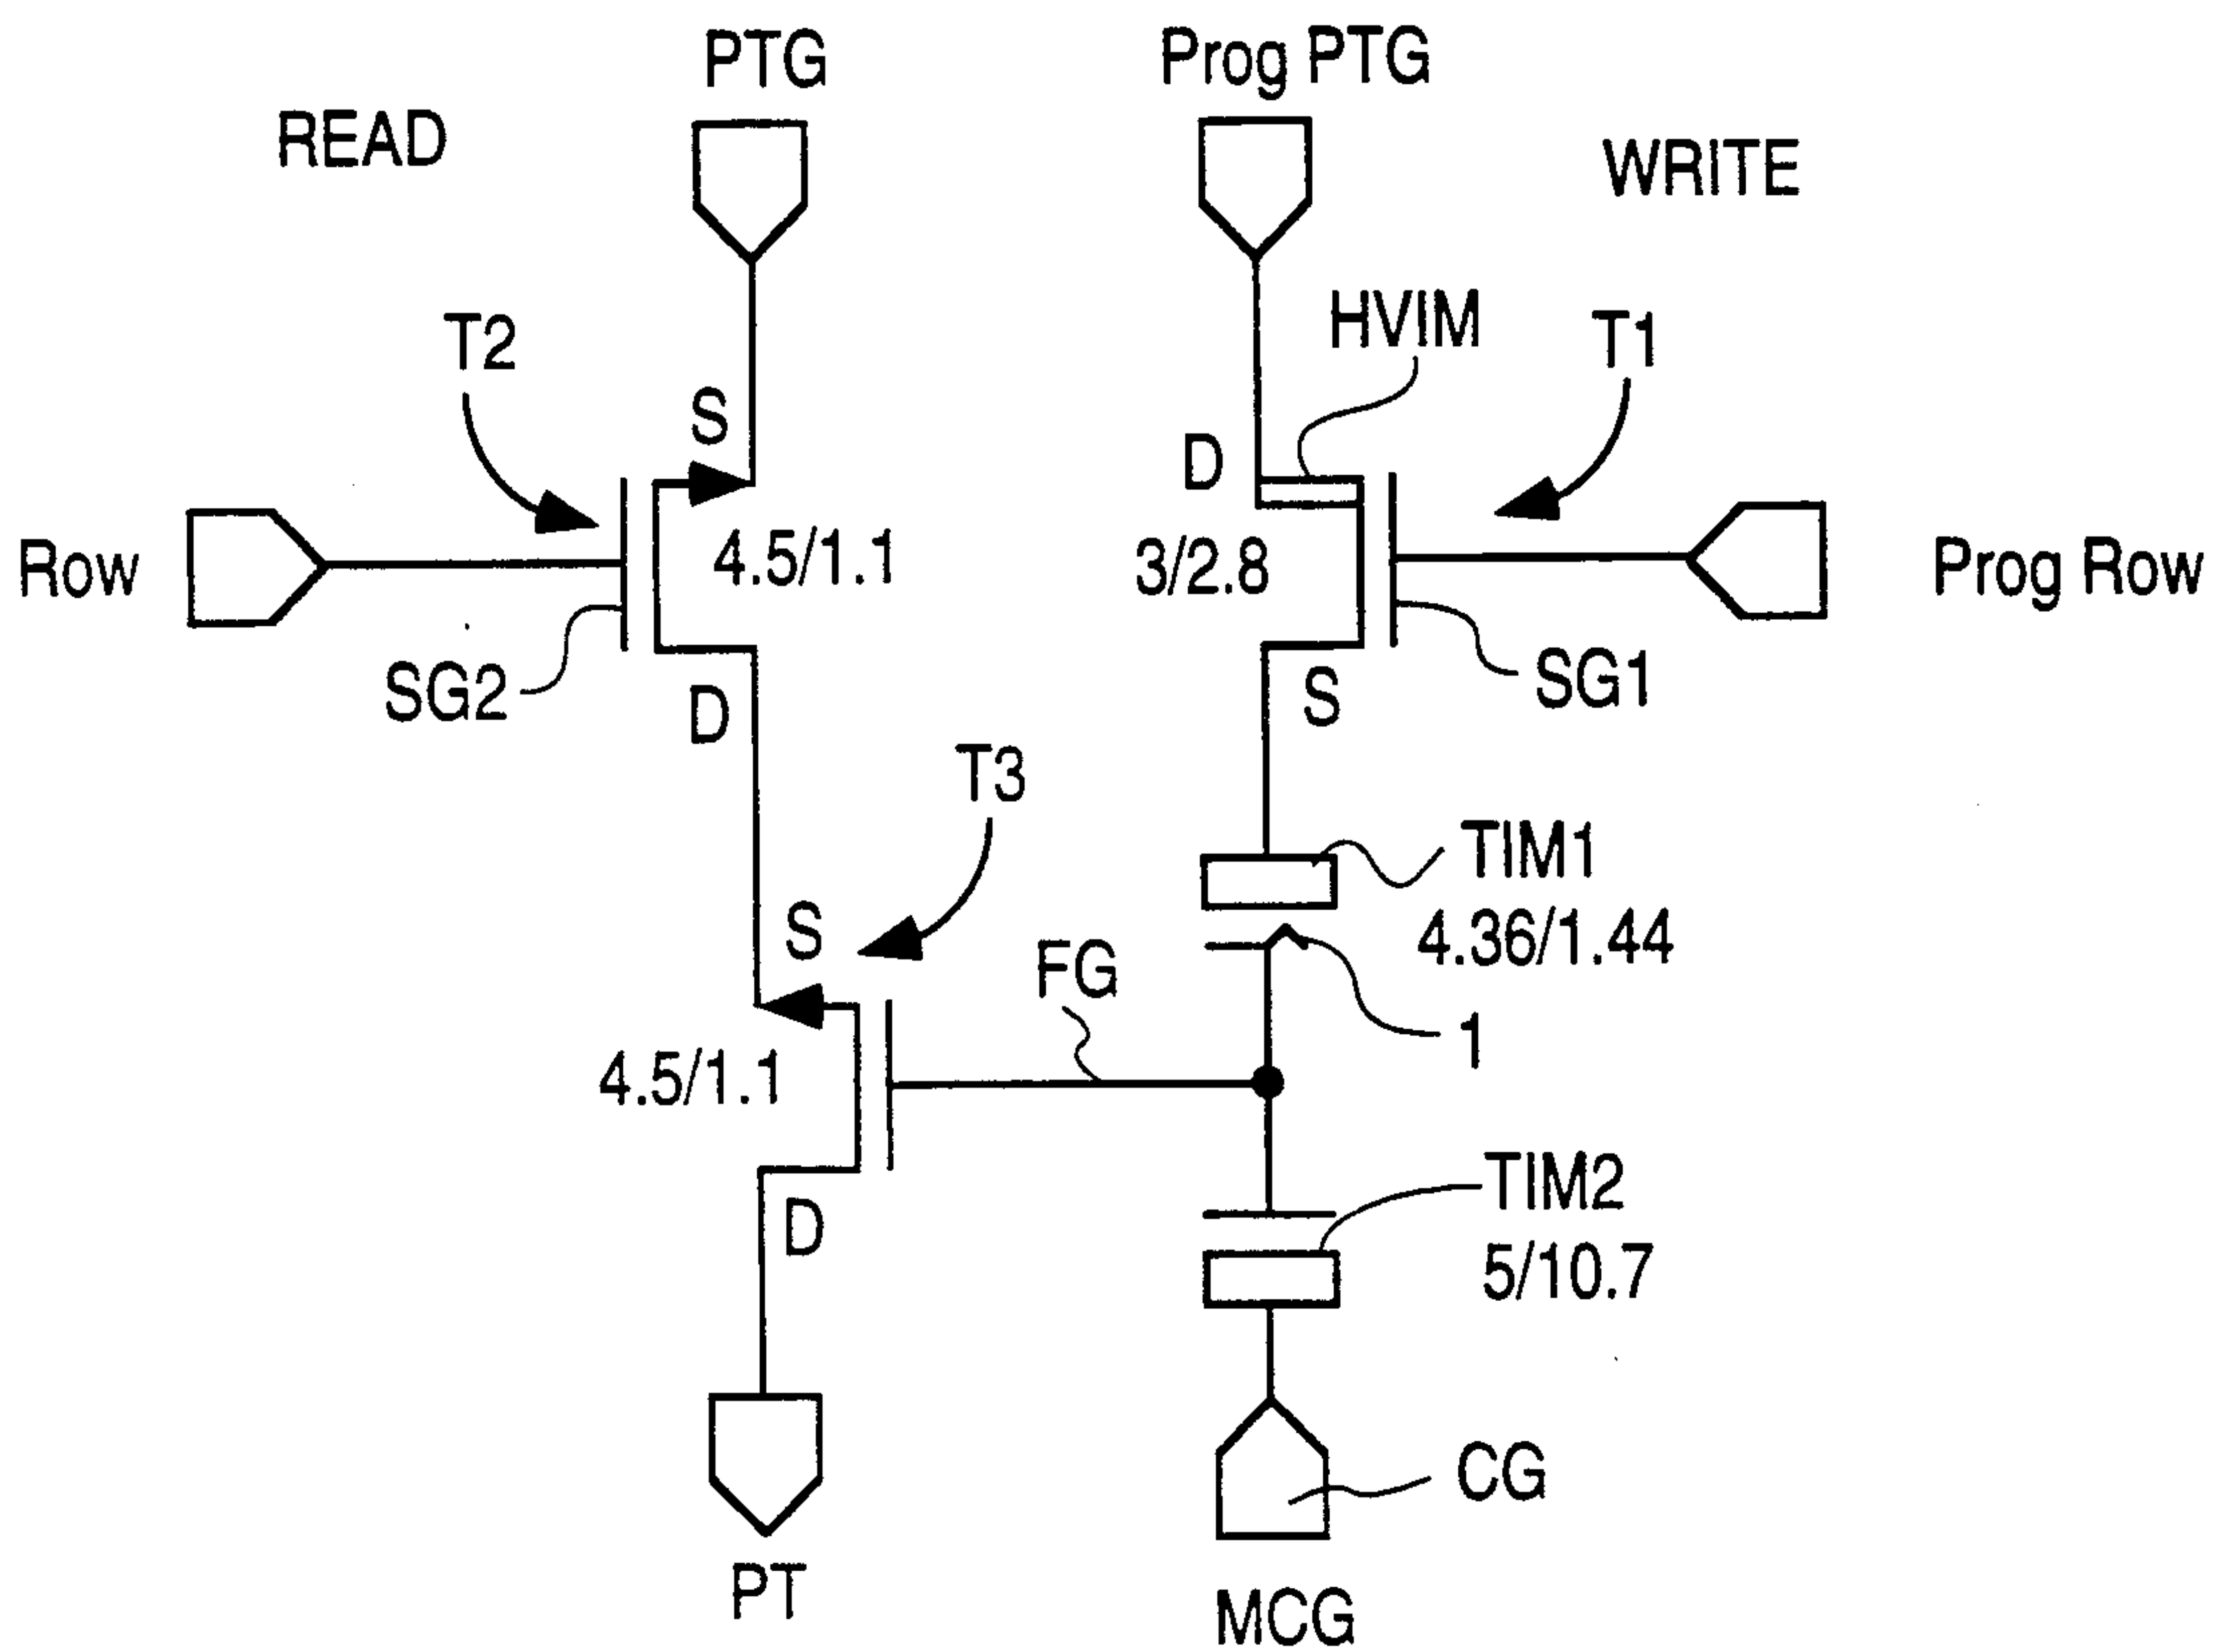 PTG
Prog PTG
READ
WRITE
HVIM
T2
T1
S
D
Row
4.5/1.1
3/2.8
Prog Row
SG2
SG1
D
S
T3
TIM1
4.36/1.44
S
FG
1
4.5/1.1
TIM2
5/10.7
D
CG
PT
MCG